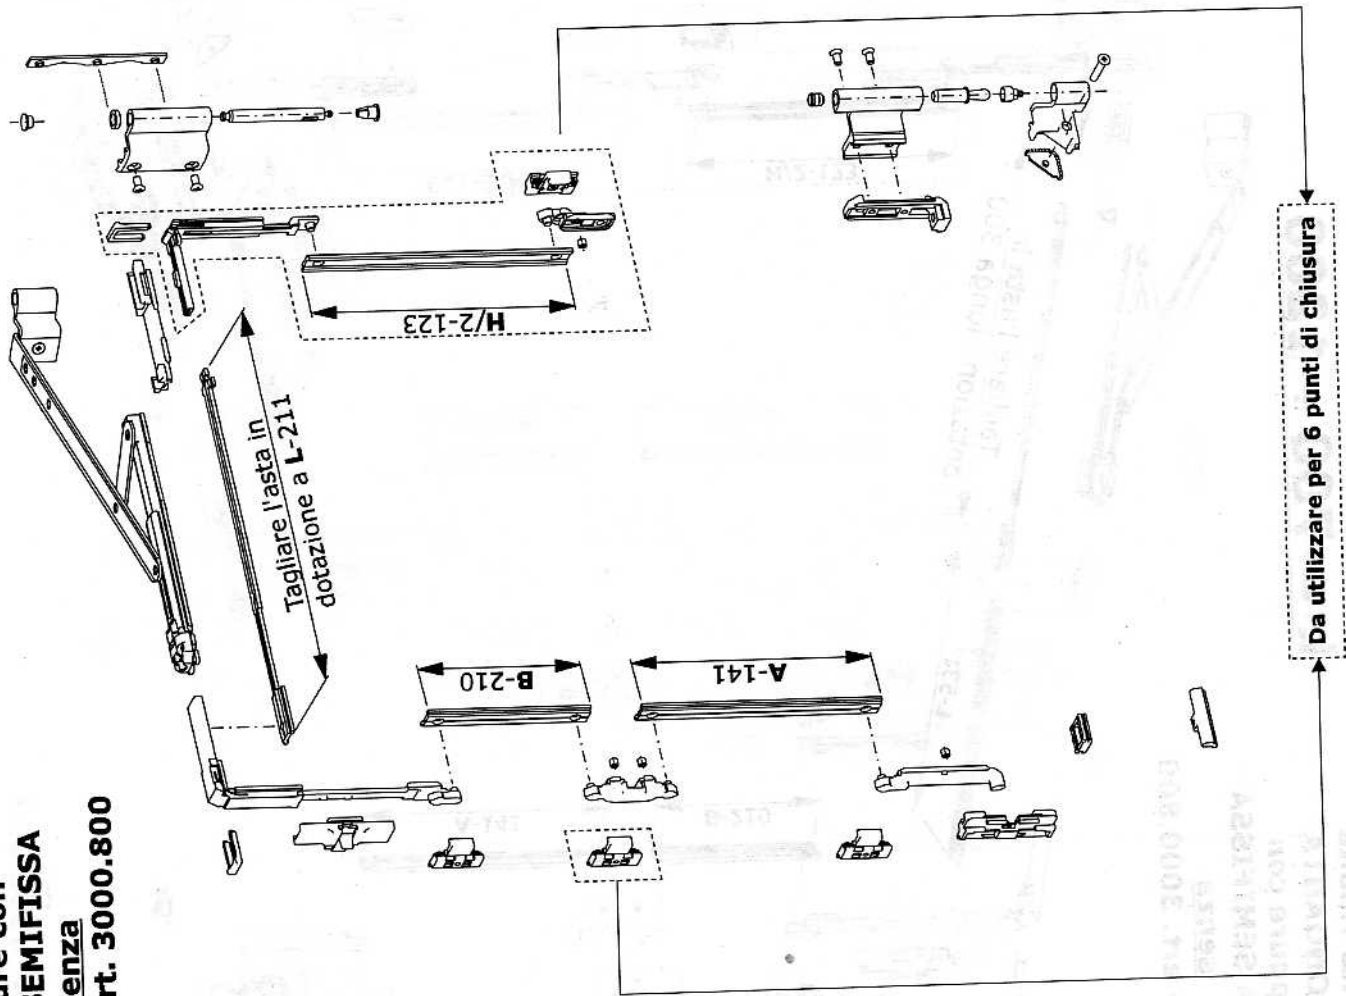 SEMIFISSA
enza
rt. 3000.800
H/2-123
Tagliare l'asta in
dotazione a L-211
B-210
A-141
Da utilizzare per 6 punti di chiusura